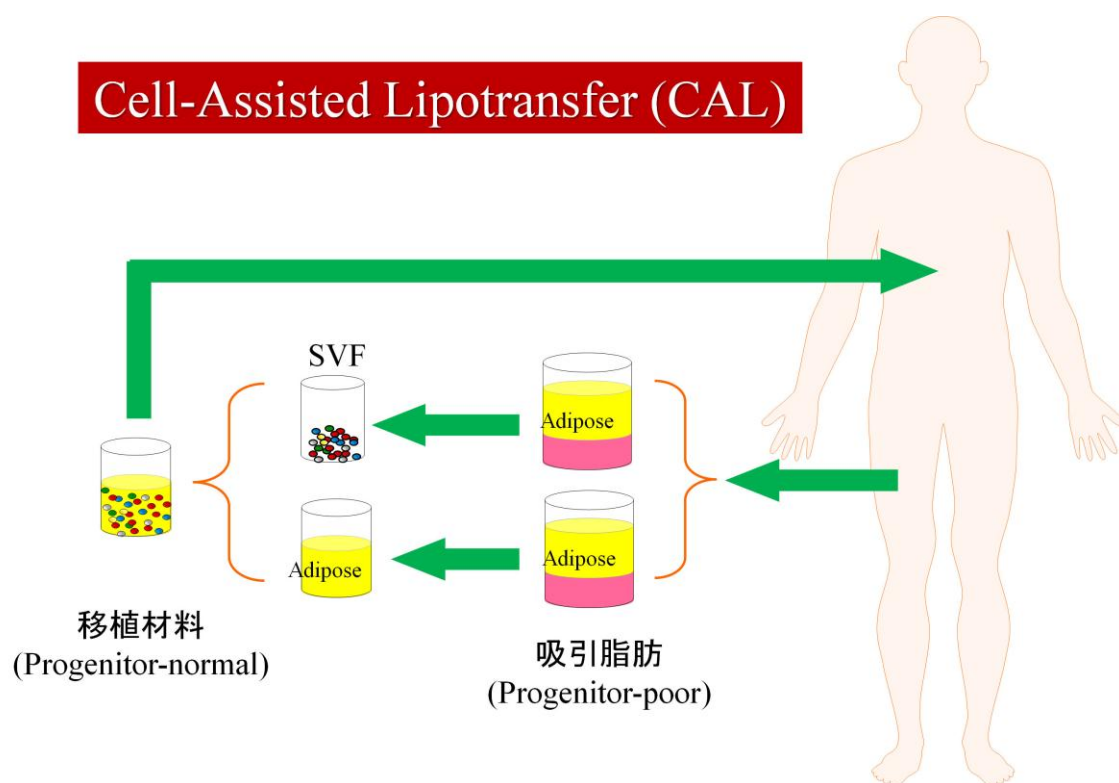 Cell-Assisted Lipotransfer (CAL)
SVF
Adipose
Adipose
Adipose
移植材料
(Progenitor-normal)
吸引脂肪
(Progenitor-poor)